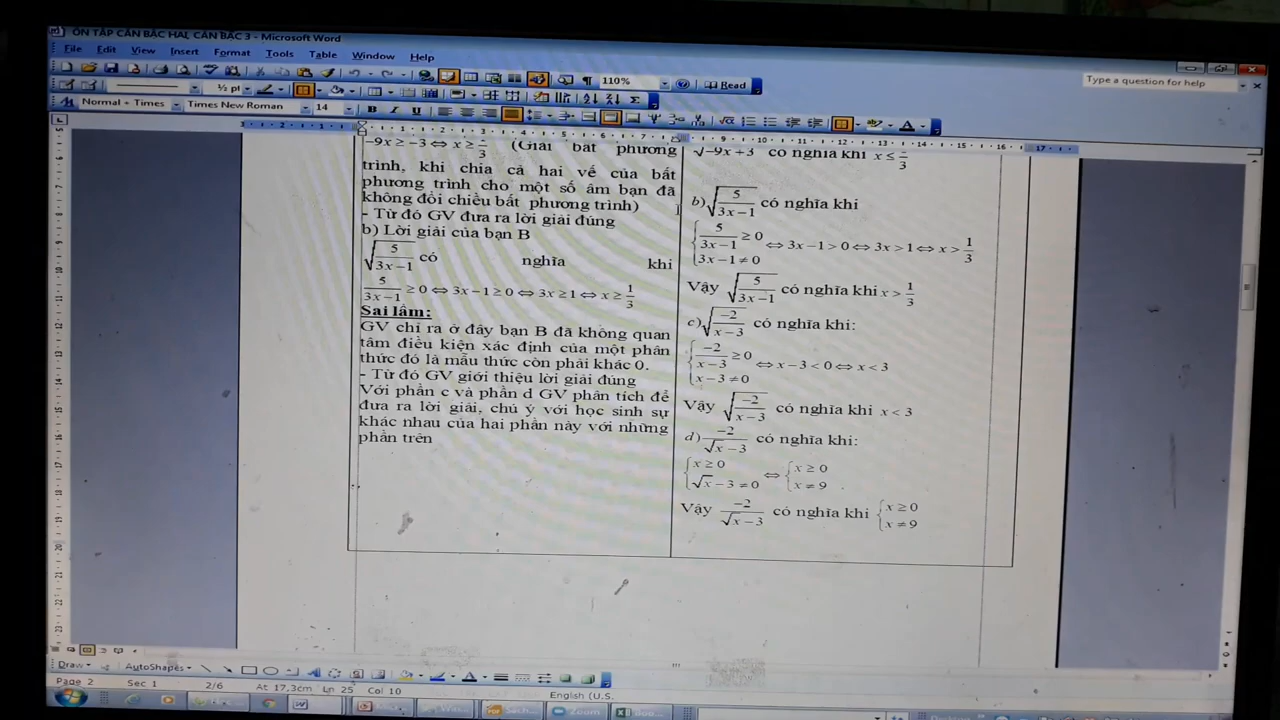 ÔN TẬP CĂN BẬC HAI, CĂN BẬC 3 - Microsoft Word
File Edit View Insert Format Tools Table Window Help
Type a question for help
110%
Read
½ pt
Normal + Times
Times New Roman
14
−9x ≥ −3 ⇔ x ≥ 1/3 (Giải bất phương
trình, khi chia cả hai vế của bất
phương trình cho một số âm bạn đã
không đổi chiều bất phương trình)
- Từ đó GV đưa ra lời giải đúng
b) Lời giải của bạn B
√(5/(3x−1)) có nghĩa khi
5/(3x−1) ≥ 0 ⇔ 3x−1 ≥ 0 ⇔ 3x ≥ 1 ⇔ x ≥ 1/3
Sai lầm:
GV chỉ ra ở đây bạn B đã không quan
tâm điều kiện xác định của một phân
thức đó là mẫu thức còn phải khác 0.
- Từ đó GV giới thiệu lời giải đúng
Với phần c và phần d GV phân tích để
đưa ra lời giải, chú ý với học sinh sự
khác nhau của hai phần này với những
phần trên
√(−9x+3) có nghĩa khi x ≤ 1/3
b) √(5/(3x−1)) có nghĩa khi
{ 5/(3x−1) ≥ 0
3x−1 ≠ 0 ⇔ 3x−1 > 0 ⇔ 3x > 1 ⇔ x > 1/3
Vậy √(5/(3x−1)) có nghĩa khi x > 1/3
c) √(−2/(x−3)) có nghĩa khi:
{ −2/(x−3) ≥ 0
x−3 ≠ 0 ⇔ x−3 < 0 ⇔ x < 3
Vậy √(−2/(x−3)) có nghĩa khi x < 3
d) −2/(√x−3) có nghĩa khi:
{ x ≥ 0 ⇔ { x ≥ 0
√x−3 ≠ 0 x ≠ 9
Vậy −2/(√x−3) có nghĩa khi { x ≥ 0
x ≠ 9
Draw AutoShapes
Page 2 Sec 1 2/6 At 17,3cm Ln 25 Col 10 English (U.S.
Zoom
Desktop